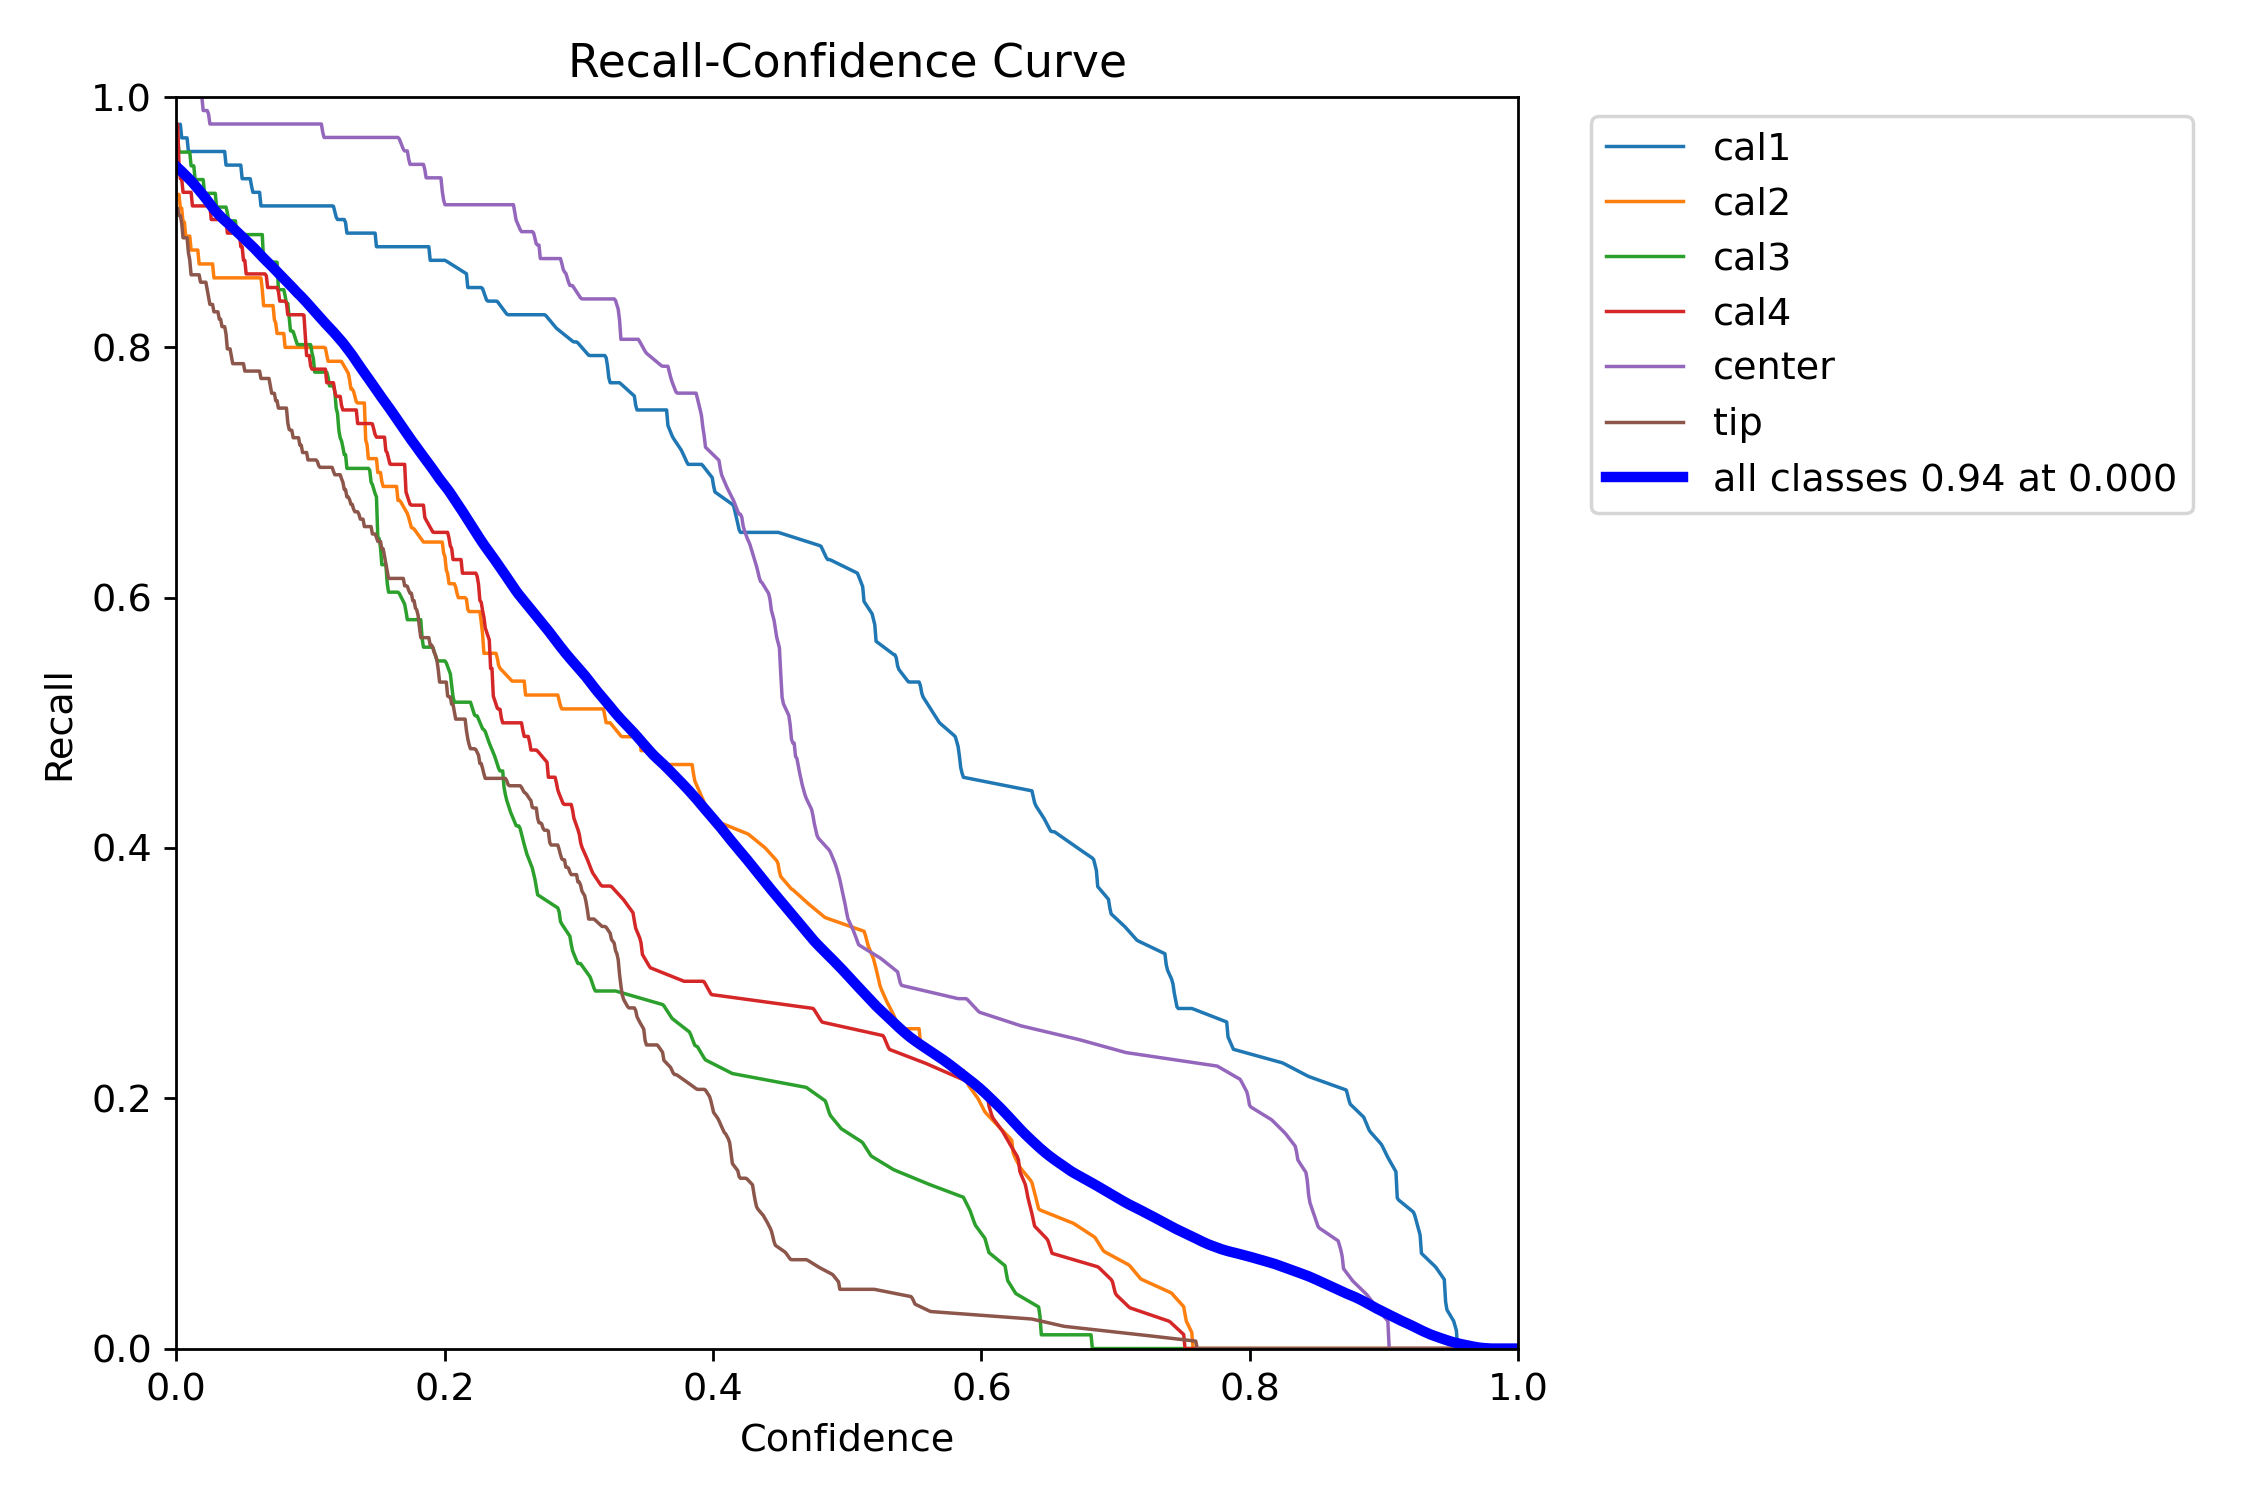 Recall-Confidence Curve
1.0
0.8
0.6
0.4
0.2
0.0
Recall
0.0 0.2 0.4 0.6 0.8 1.0
Confidence
cal1
cal2
cal3
cal4
center
tip
all classes 0.94 at 0.000